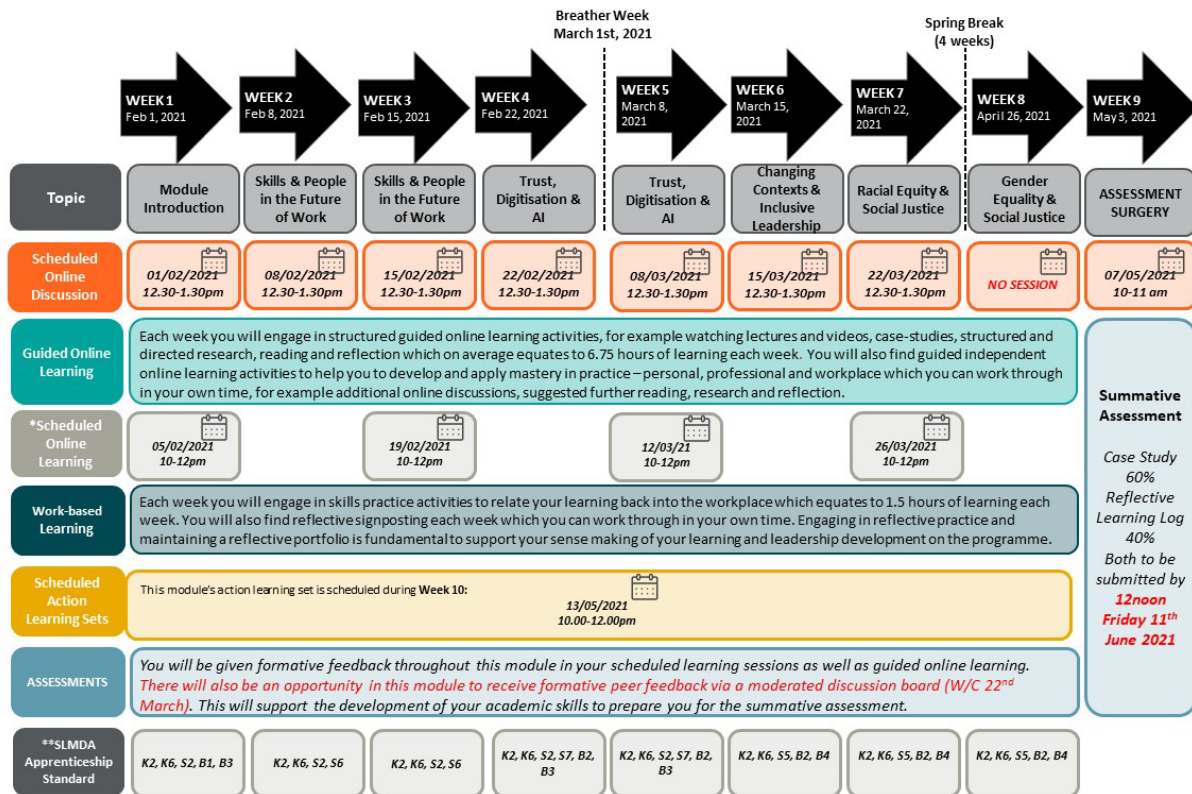 Breather Week
March 1st, 2021
Spring Break
(4 weeks)
WEEK 1
Feb 1, 2021
WEEK 2
Feb 8, 2021
WEEK 3
Feb 15, 2021
WEEK 4
Feb 22, 2021
WEEK 5
March 8,
2021
WEEK 6
March 15,
2021
WEEK 7
March 22,
2021
WEEK 8
April 26, 2021
WEEK 9
May 3, 2021
Topic
Module
Introduction
Skills & People
in the Future
of Work
Skills & People
in the Future
of Work
Trust,
Digitisation &
AI
Trust,
Digitisation &
AI
Changing
Contexts &
Inclusive
Leadership
Racial Equity &
Social Justice
Gender
Equality &
Social Justice
ASSESSMENT
SURGERY
Scheduled
Online
Discussion
01/02/2021
12.30-1.30pm
08/02/2021
12.30-1.30pm
15/02/2021
12.30-1.30pm
22/02/2021
12.30-1.30pm
08/03/2021
12.30-1.30pm
15/03/2021
12.30-1.30pm
22/03/2021
12.30-1.30pm
NO SESSION
07/05/2021
10-11 am
Guided Online
Learning
Each week you will engage in structured guided online learning activities, for example watching lectures and videos, case-studies, structured and
directed research, reading and reflection which on average equates to 6.75 hours of learning each week. You will also find guided independent
online learning activities to help you to develop and apply mastery in practice – personal, professional and workplace which you can work through
in your own time, for example additional online discussions, suggested further reading, research and reflection.
*Scheduled
Online
Learning
05/02/2021
10-12pm
19/02/2021
10-12pm
12/03/21
10-12pm
26/03/2021
10-12pm
Work-based
Learning
Each week you will engage in skills practice activities to relate your learning back into the workplace which equates to 1.5 hours of learning each
week. You will also find reflective signposting each week which you can work through in your own time. Engaging in reflective practice and
maintaining a reflective portfolio is fundamental to support your sense making of your learning and leadership development on the programme.
Scheduled
Action
Learning Sets
This module's action learning set is scheduled during Week 10:
13/05/2021
10.00-12.00pm
ASSESSMENTS
You will be given formative feedback throughout this module in your scheduled learning sessions as well as guided online learning.
There will also be an opportunity in this module to receive formative peer feedback via a moderated discussion board (W/C 22nd
March). This will support the development of your academic skills to prepare you for the summative assessment.
Summative
Assessment
Case Study
60%
Reflective
Learning Log
40%
Both to be
submitted by
12noon
Friday 11th
June 2021
**SLMDA
Apprenticeship
Standard
K2, K6, S2, B1, B3
K2, K6, S2, S6
K2, K6, S2, S6
K2, K6, S2, S7, B2,
B3
K2, K6, S2, S7, B2,
B3
K2, K6, S5, B2, B4
K2, K6, S5, B2, B4
K2, K6, S5, B2, B4